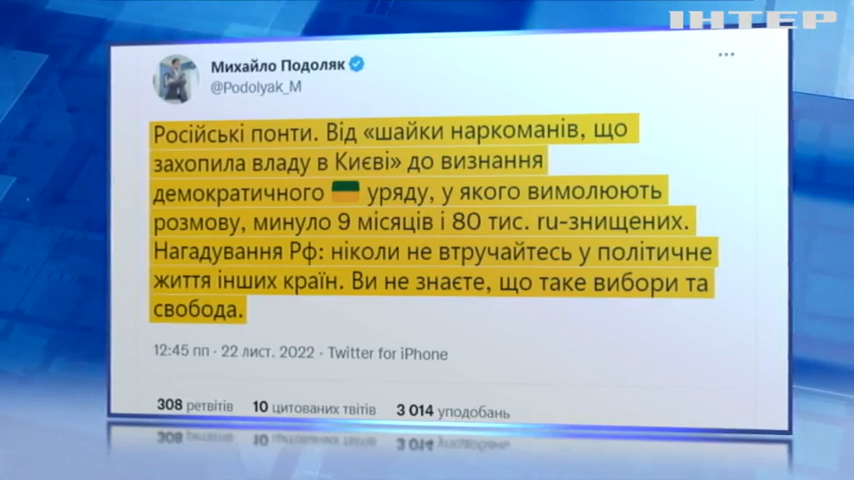 ІНТЕР
Михайло Подоляк
@Podolyak_M
Російські понти. Від «шайки наркоманів, що
захопила владу в Києві» до визнання
демократичного уряду, у якого вимолюють
розмову, минуло 9 місяців і 80 тис. ru-знищених.
Нагадування Рф: ніколи не втручайтесь у політичне
життя інших країн. Ви не знаєте, що таке вибори та
свобода.
12:45 пп · 22 лист. 2022 · Twitter for iPhone
308 ретвітів 10 цитованих твітів 3 014 уподобань